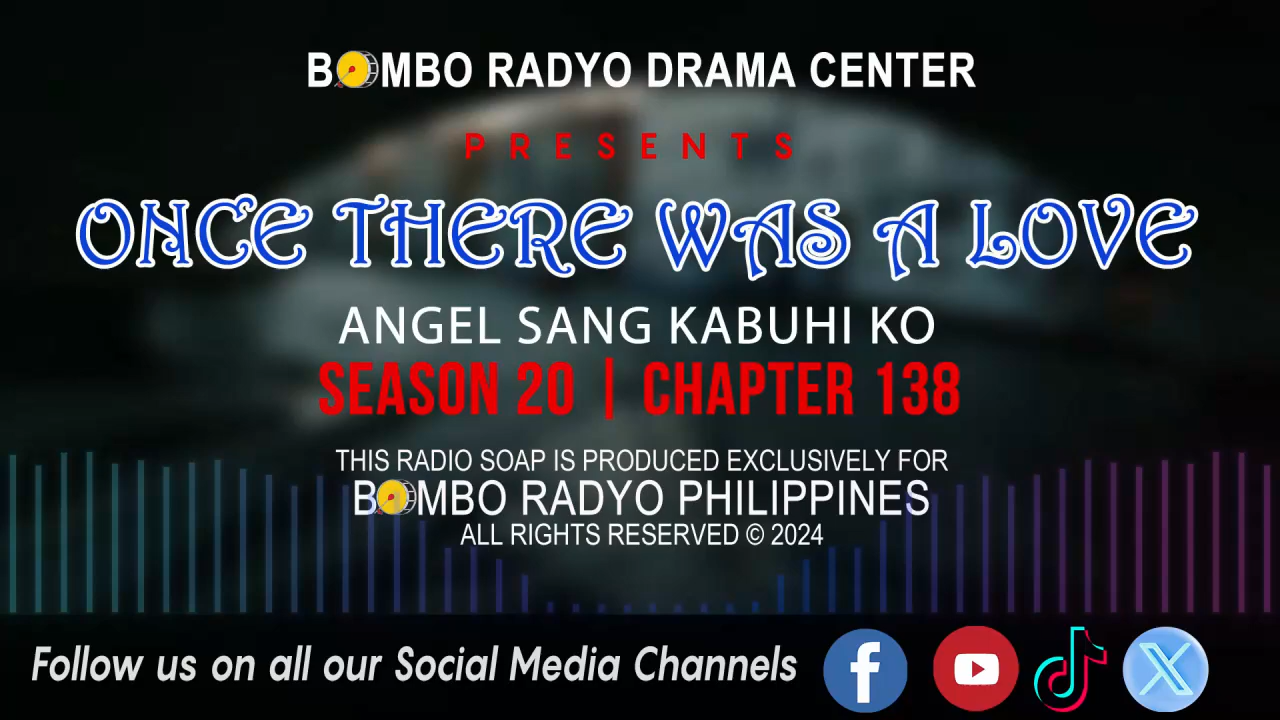 BOMBO RADYO DRAMA CENTER
PRESENTS
ONCE THERE WAS A LOVE
ANGEL SANG KABUHI KO
SEASON 20 | CHAPTER 138
THIS RADIO SOAP IS PRODUCED EXCLUSIVELY FOR
BOMBO RADYO PHILIPPINES
ALL RIGHTS RESERVED © 2024
Follow us on all our Social Media Channels